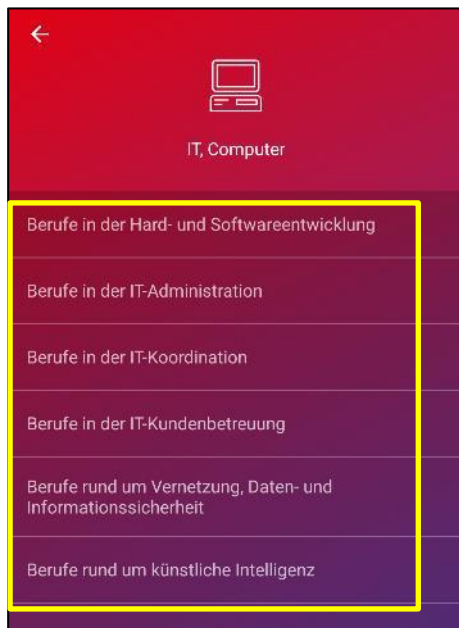 IT, Computer
Berufe in der Hard- und Softwareentwicklung
Berufe in der IT-Administration
Berufe in der IT-Koordination
Berufe in der IT-Kundenbetreuung
Berufe rund um Vernetzung, Daten- und
Informationssicherheit
Berufe rund um künstliche Intelligenz